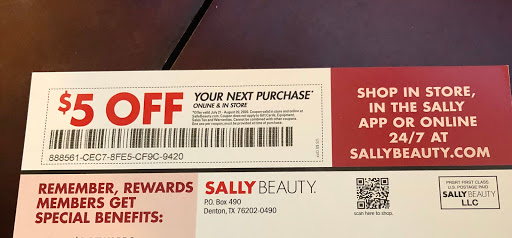 $5 OFF
YOUR NEXT PURCHASE*
ONLINE & IN STORE
888561-CEC7-8FE5-CF9C-9420
SHOP IN STORE,
IN THE SALLY
APP OR ONLINE
24/7 AT
SALLYBEAUTY.COM
REMEMBER, REWARDS
MEMBERS GET
SPECIAL BENEFITS:
SALLY BEAUTY.
P.O. Box 490
Denton, TX 76202-0490
scan here to shop.
PRSRT FIRST CLASS
U.S. POSTAGE PAID
SALLY BEAUTY
LLC